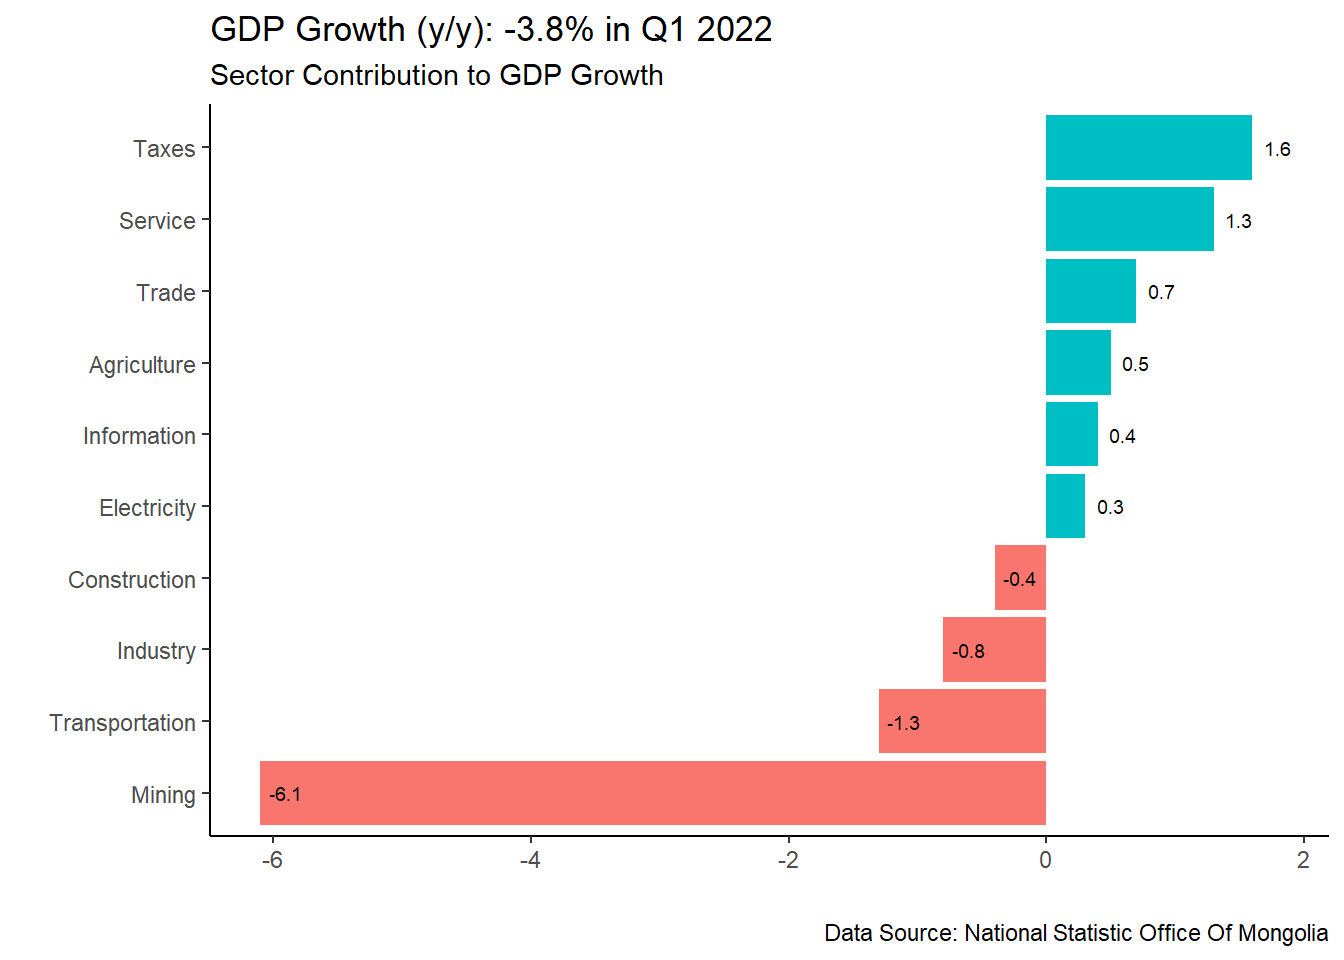 GDP Growth (y/y): -3.8% in Q1 2022
Sector Contribution to GDP Growth
Taxes 1.6
Service 1.3
Trade 0.7
Agriculture 0.5
Information 0.4
Electricity 0.3
Construction -0.4
Industry -0.8
Transportation -1.3
Mining -6.1
-6 -4 -2 0 2
Data Source: National Statistic Office Of Mongolia